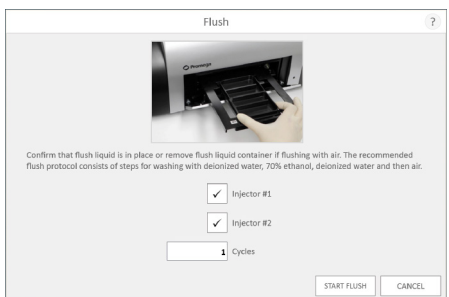 Flush
?
Promega
Confirm that flush liquid is in place or remove flush liquid container if flushing with air. The recommended
flush protocol consists of steps for washing with deionized water, 70% ethanol, deionized water and then air.
✓ Injector #1
✓ Injector #2
1 Cycles
START FLUSH CANCEL